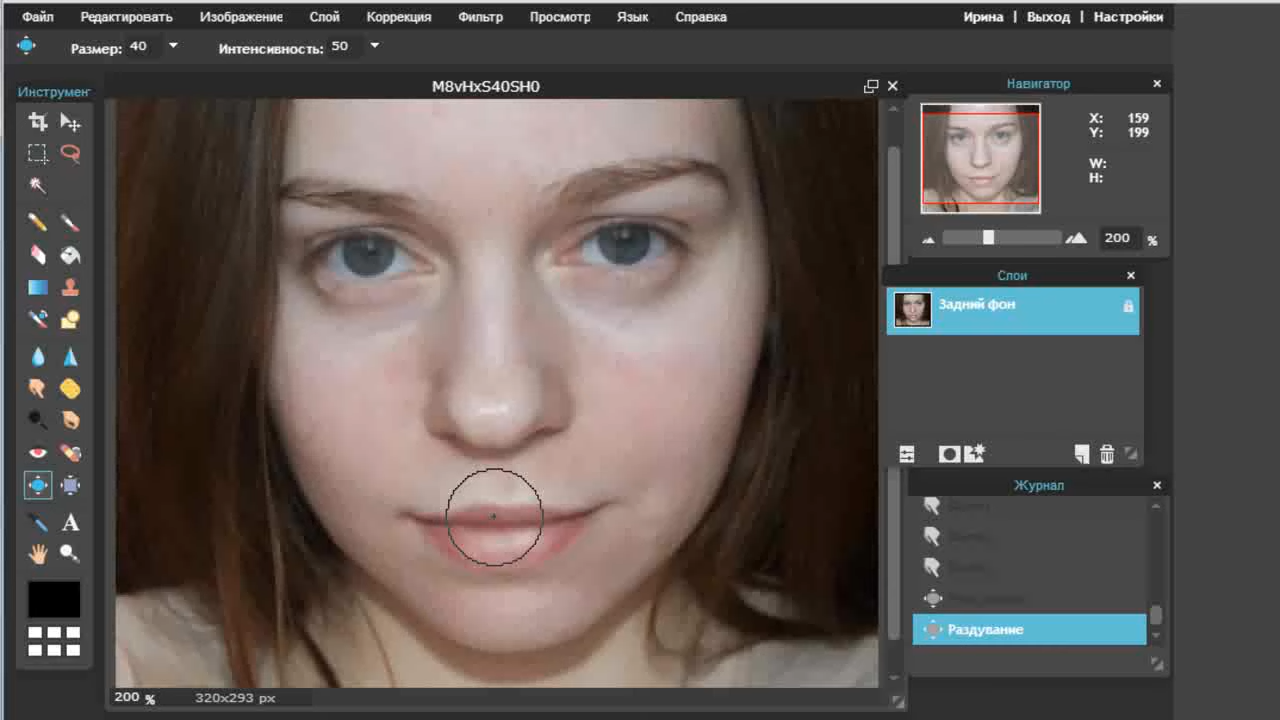 Файл Редактировать Изображение Слой Коррекция Фильтр Просмотр Язык Справка Ирина | Выход | Настройки
Размер: 40 Интенсивность: 50
Инструмент
M8vHxS40SH0
Навигатор
X: 159
Y: 199
W:
H:
200 %
Слои
Задний фон
Журнал
Раздувание
A
200 % 320x293 px